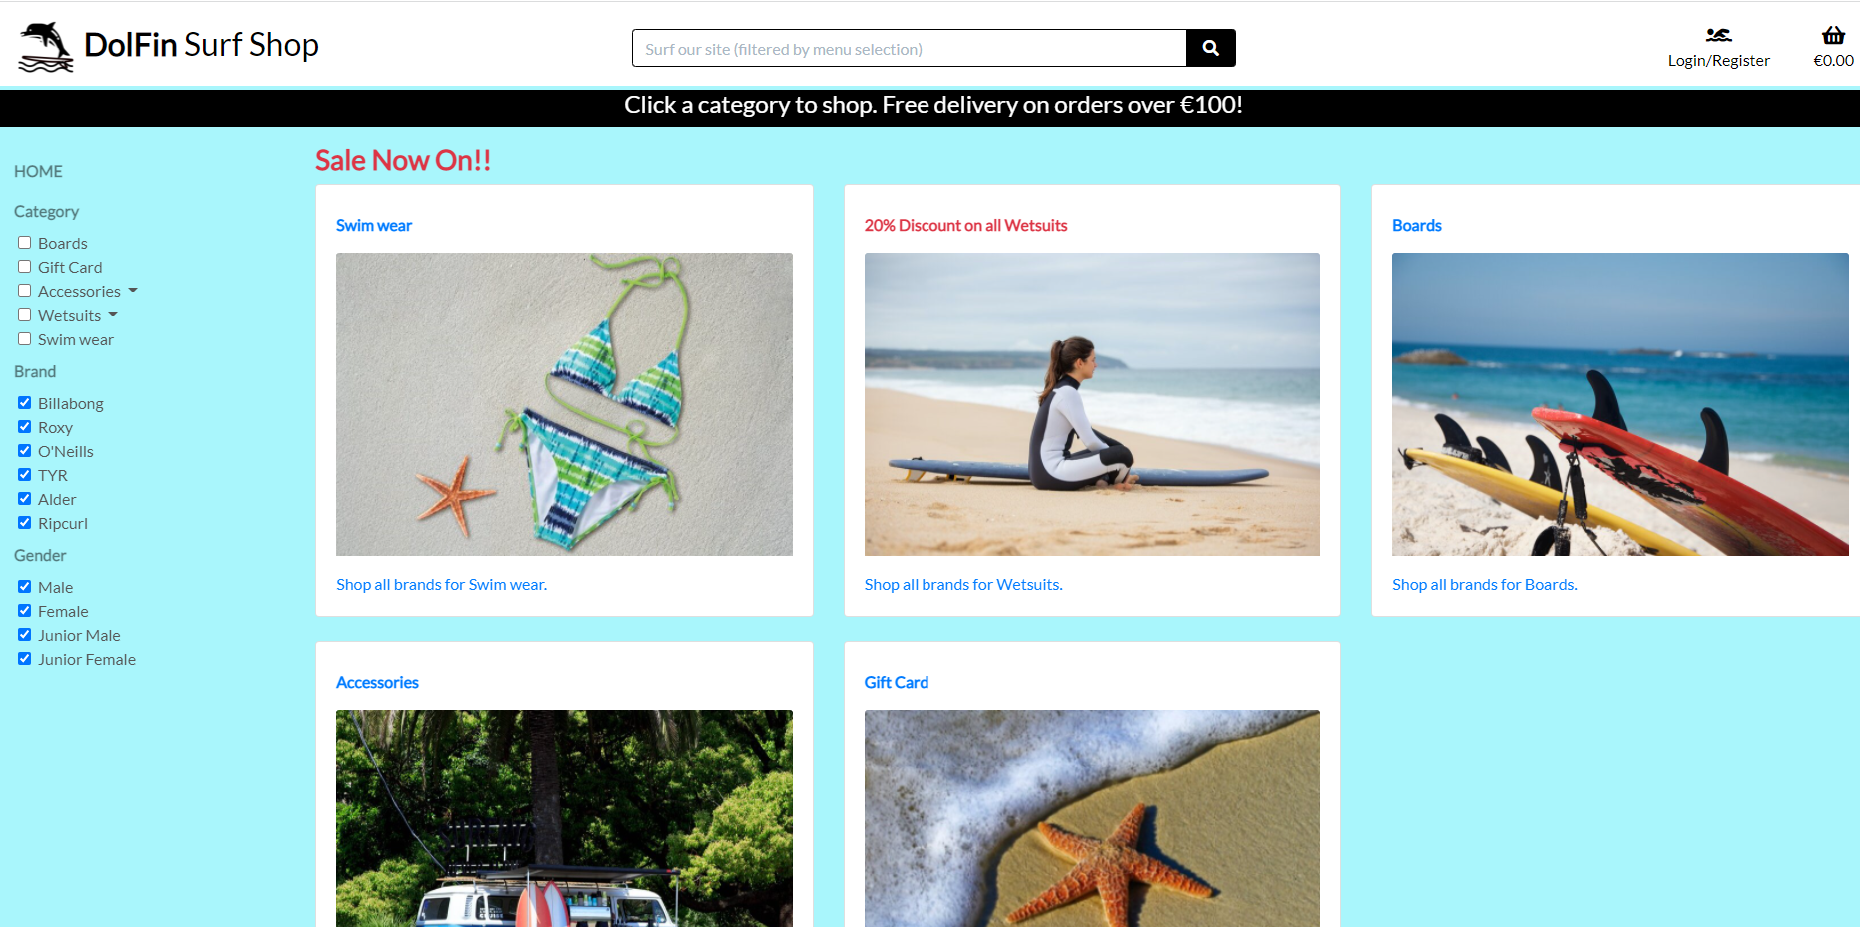 DolFin Surf Shop
Surf our site (filtered by menu selection)
Login/Register
€0.00
Click a category to shop. Free delivery on orders over €100!
HOME
Category
Boards
Gift Card
Accessories
Wetsuits
Swim wear
Brand
Billabong
Roxy
O'Neills
TYR
Alder
Ripcurl
Gender
Male
Female
Junior Male
Junior Female
Sale Now On!!
Swim wear
Shop all brands for Swim wear.
20% Discount on all Wetsuits
Shop all brands for Wetsuits.
Boards
Shop all brands for Boards.
Accessories
Gift Card